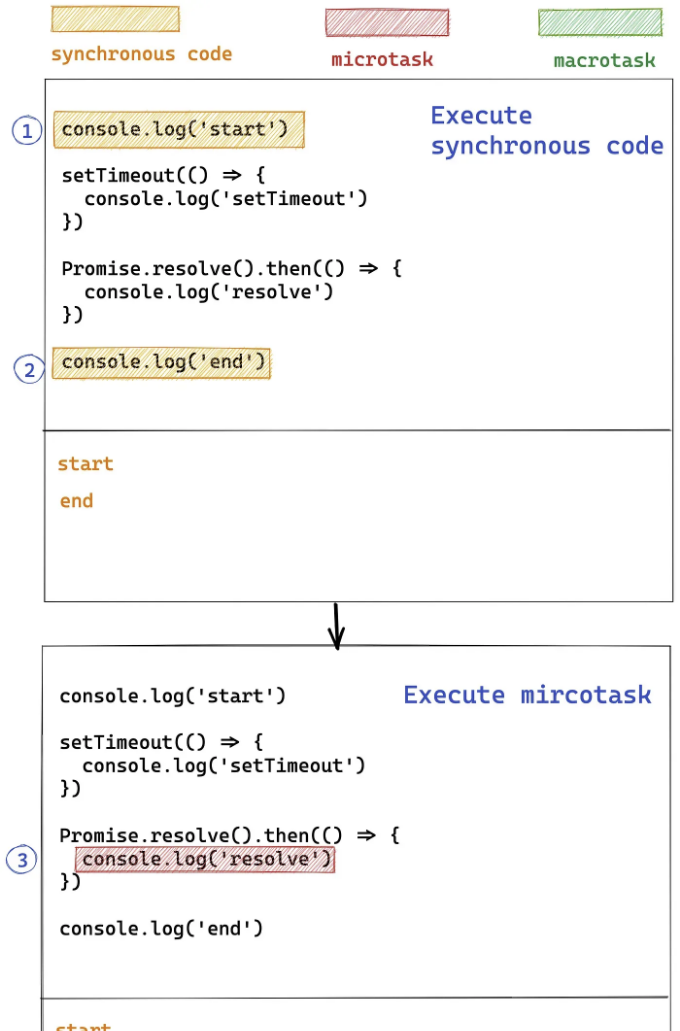 synchronous code
microtask
macrotask
Execute
synchronous code
1
console.log('start')
setTimeout(() => {
  console.log('setTimeout')
})
Promise.resolve().then(() => {
  console.log('resolve')
})
2
console.log('end')
start
end
Execute mircotask
console.log('start')
setTimeout(() => {
  console.log('setTimeout')
})
Promise.resolve().then(() => {
3
  console.log('resolve')
})
console.log('end')
start